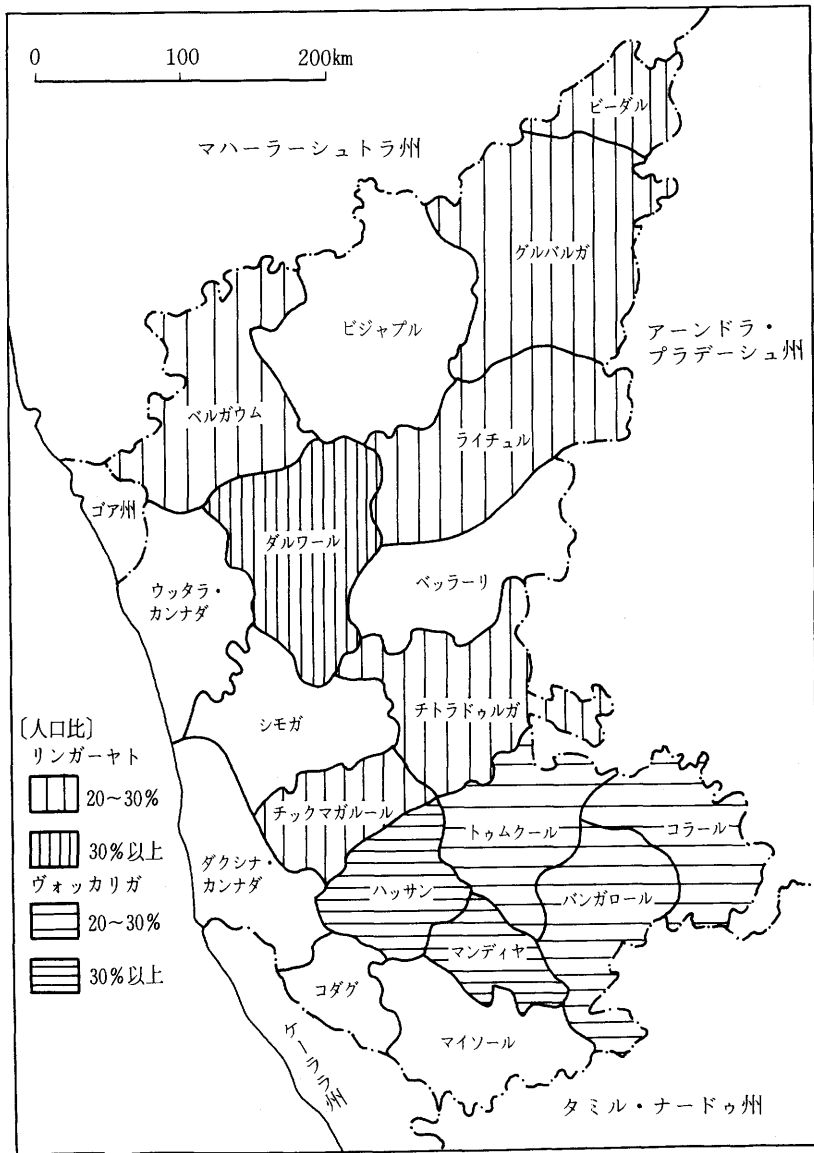 0 100 200km
ビーダル
マハーラーシュトラ州
グルバルガ
ビジャプル
アーンドラ・
プラデーシュ州
ベルガウム
ライチュル
ゴア州
ダルワール
ベッラーリ
ウッタラ・
カンナダ
シモガ
チトラドゥルガ
〔人口比〕
リンガーヤト
20～30%
30%以上
ヴォッカリガ
20～30%
30%以上
チックマガルール
トゥムクール
コラール
ダクシナ・
カンナダ
ハッサン
バンガロール
マンディヤ
コダグ
マイソール
ケーララ州
タミル・ナードゥ州